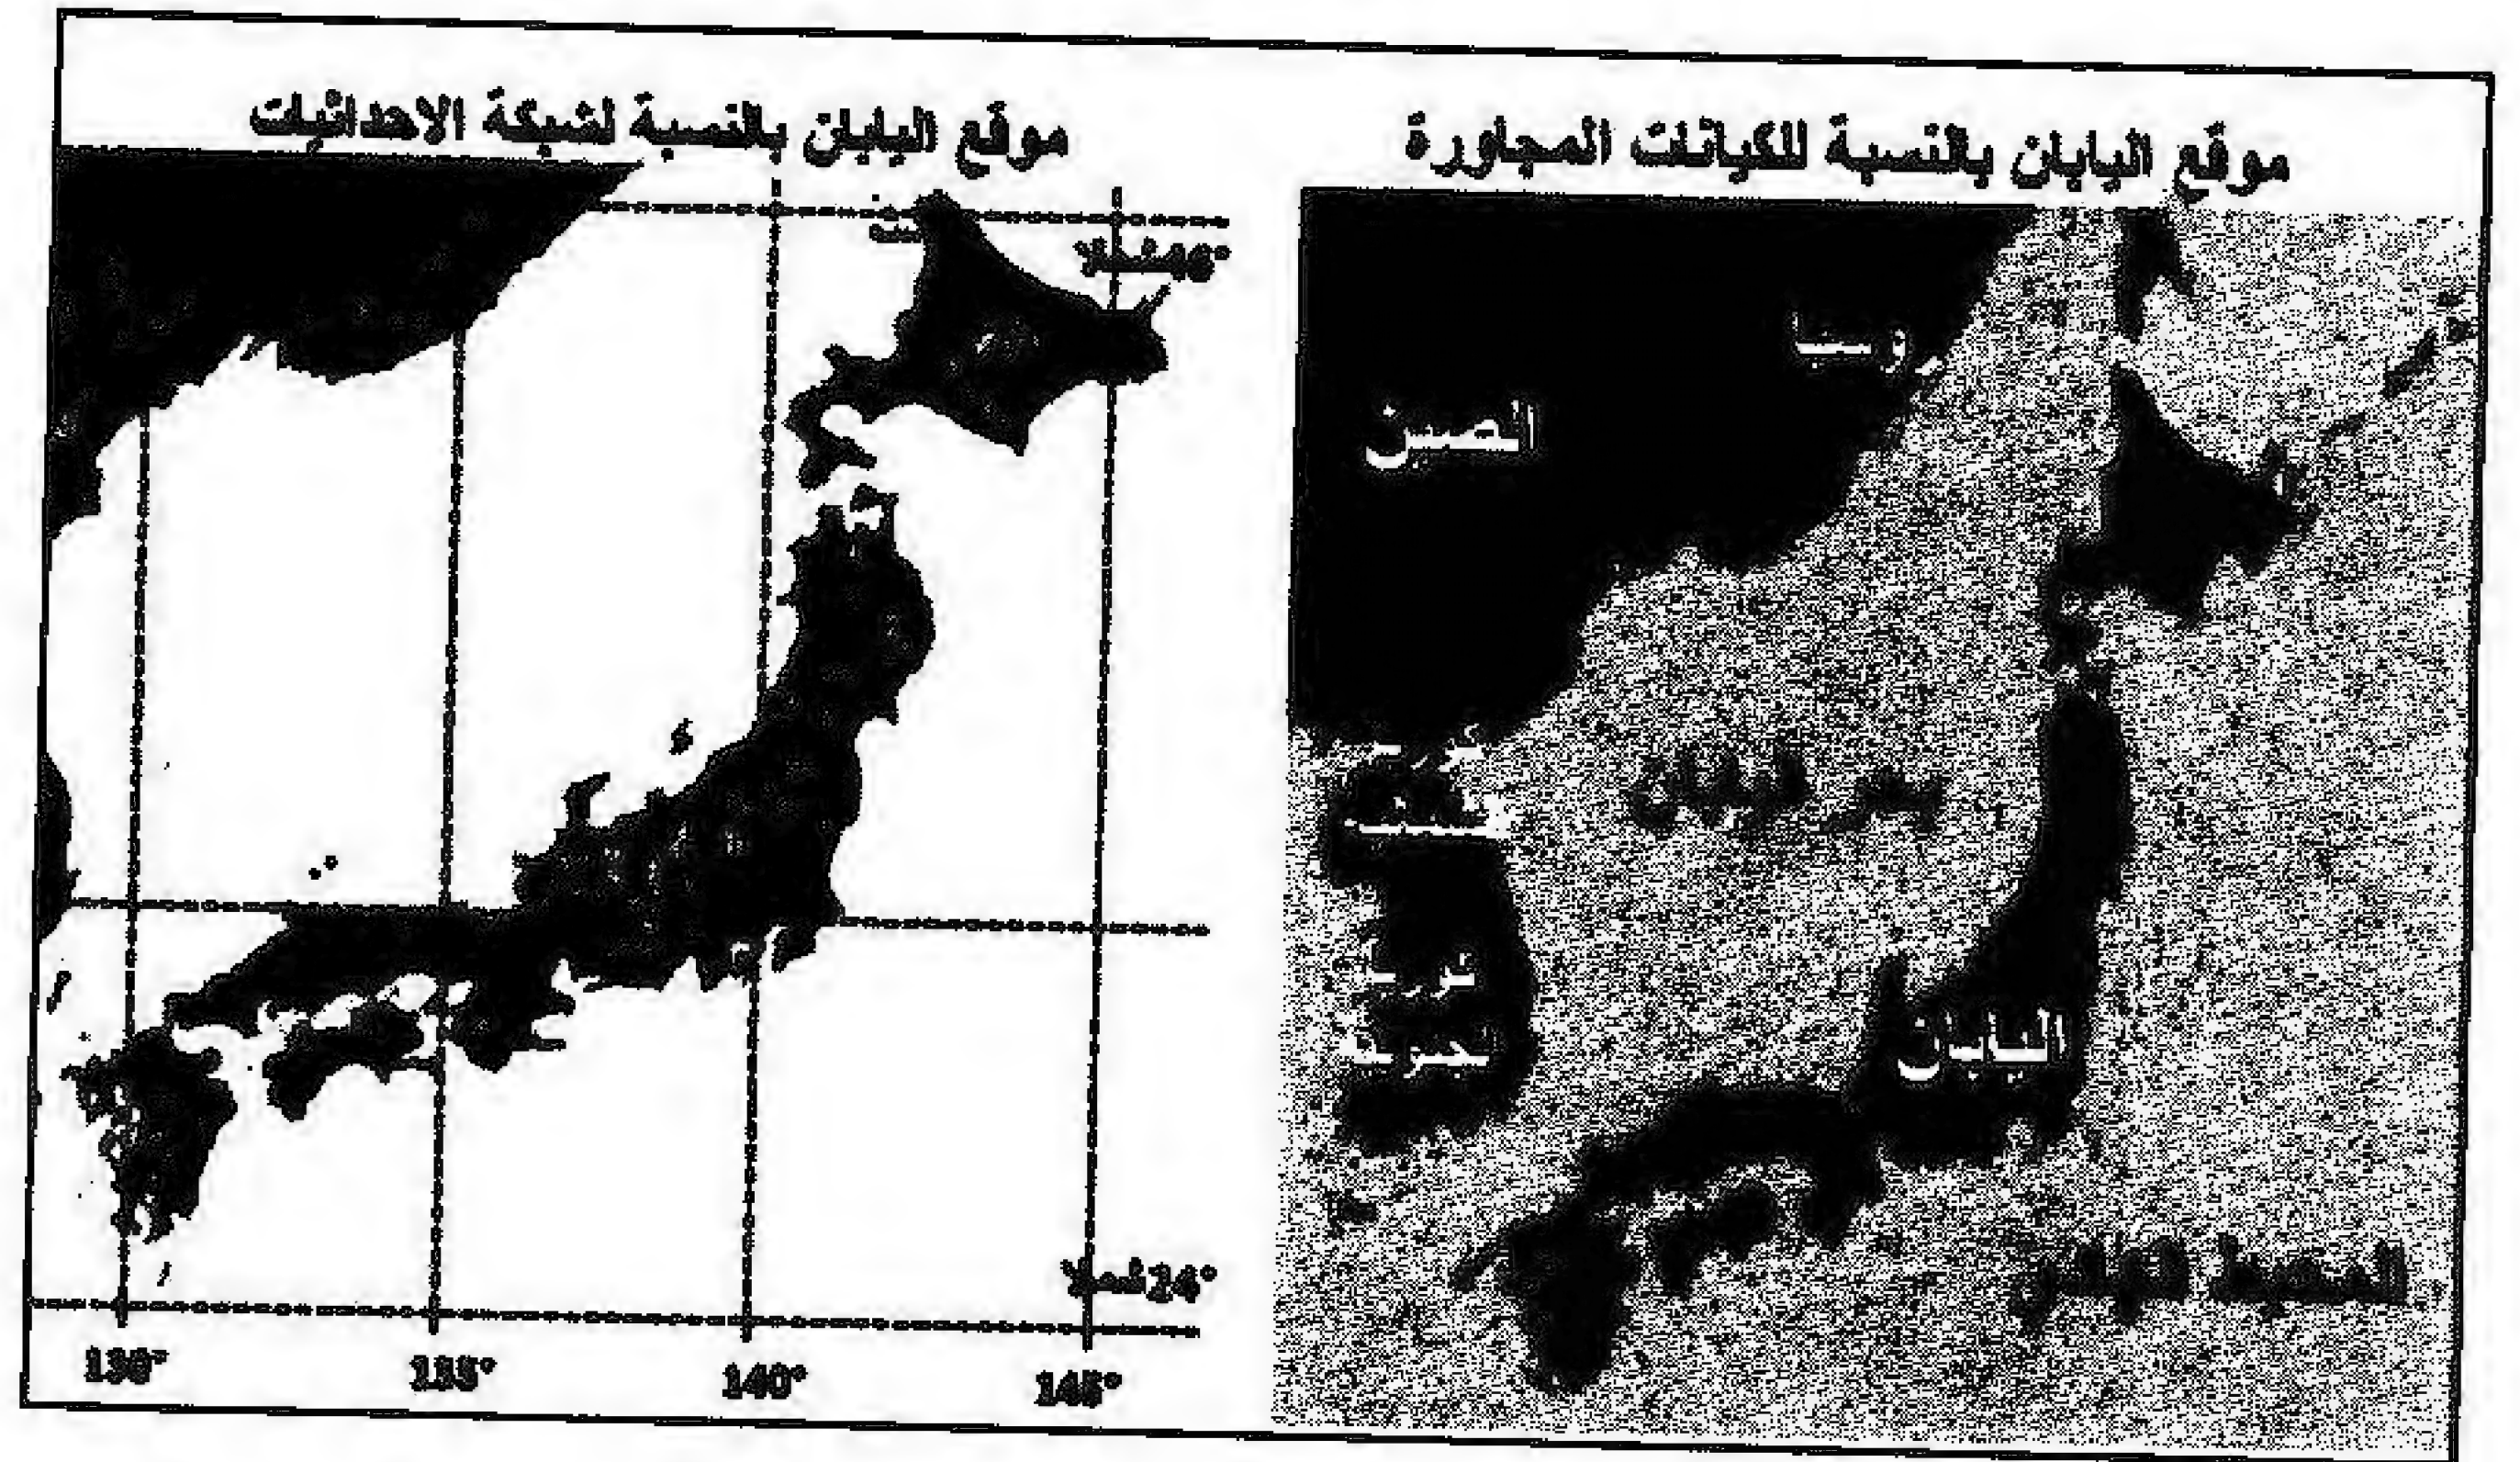 موقع اليابان بالنسبة للكيانات المجاورة
موقع اليابان بالنسبة لشبكة الاحداثيات
روسيا
الصين
بحر اليابان
كوريا
الجنوبية
اليابان
المحيط الهادي
24°شمالا
130°
135°
140°
145°